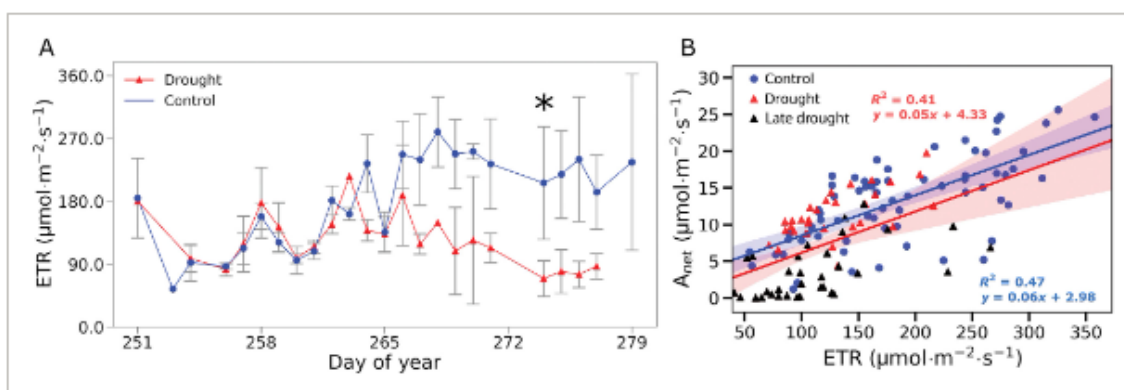 A
ETR (μmol·m⁻²·s⁻¹)
360.0
270.0
180.0
90.0
0.0
Drought
Control
*
251
258
265
272
279
Day of year
B
A_net (μmol·m⁻²·s⁻¹)
30
25
20
15
10
5
0
Control
Drought
Late drought
R² = 0.41
y = 0.05x + 4.33
R² = 0.47
y = 0.06x + 2.98
50
100
150
200
250
300
350
ETR (μmol·m⁻²·s⁻¹)